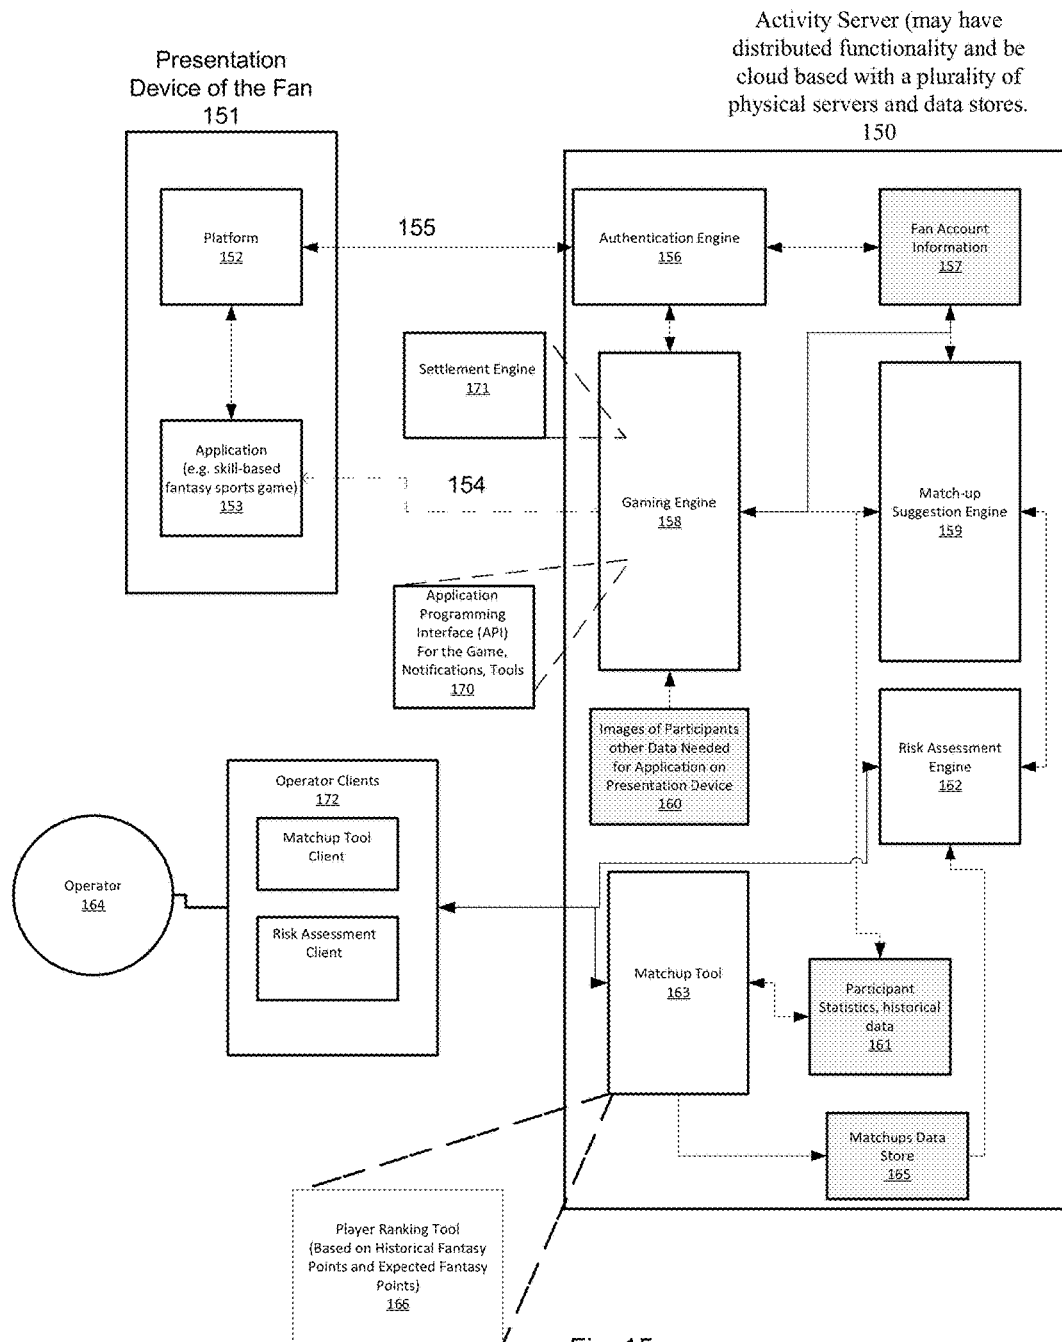 Activity Server (may have
distributed functionality and be
cloud based with a plurality of
physical servers and data stores.
150
Presentation
Device of the Fan
151
Platform
152
155
Authentication Engine
156
Fan Account
Information
157
Settlement Engine
171
Application
(e.g. skill-based
fantasy sports game)
153
154
Gaming Engine
158
Match-up
Suggestion Engine
159
Application
Programming
Interface (API)
For the Game,
Notifications, Tools
170
Images of Participants
other Data Needed
for Application on
Presentation Device
160
Risk Assessment
Engine
162
Operator Clients
172
Matchup Tool
Client
Risk Assessment
Client
Operator
164
Matchup Tool
163
Participant
Statistics, historical
data
161
Matchups Data
Store
165
Player Ranking Tool
(Based on Historical Fantasy
Points and Expected Fantasy
Points)
166
Fig. 15